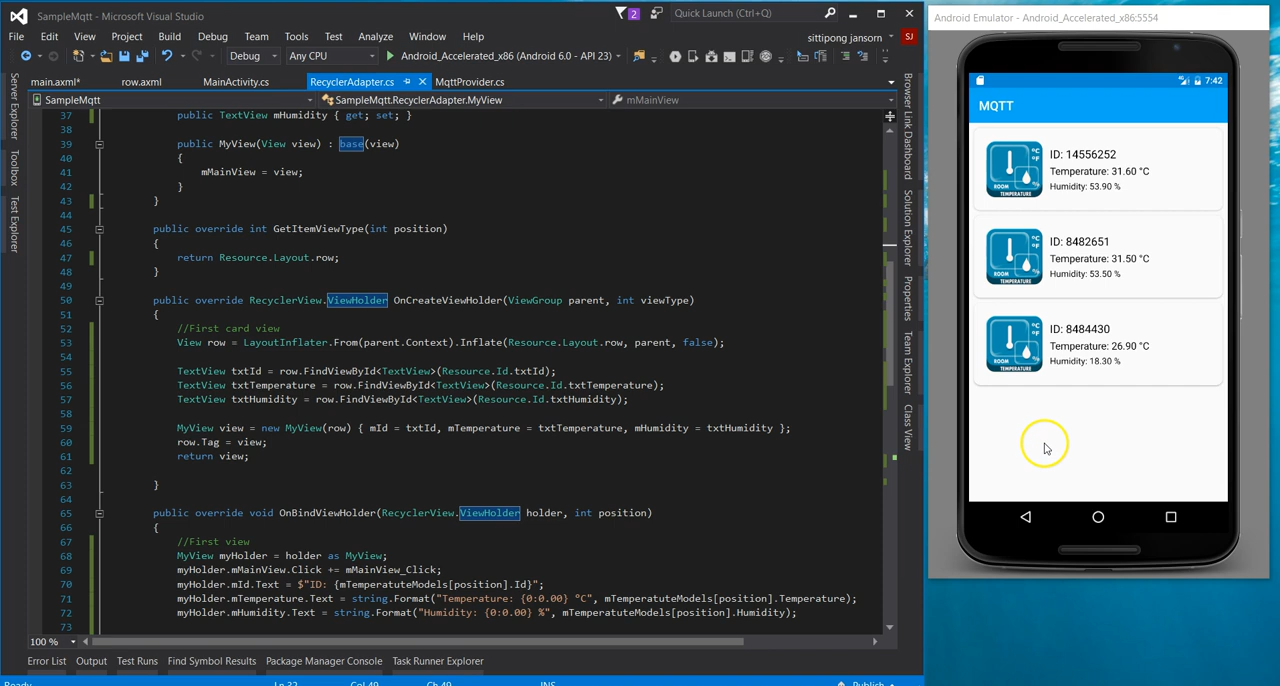 SampleMqtt - Microsoft Visual Studio
2
Quick Launch (Ctrl+Q)
File Edit View Project Build Debug Team Tools Test Analyze Window Help
sittipong jansorn
SJ
Debug
Any CPU
Android_Accelerated_x86 (Android 6.0 - API 23)
main.axml*
row.axml
MainActivity.cs
RecyclerAdapter.cs
MqttProvider.cs
SampleMqtt
SampleMqtt.RecyclerAdapter.MyView
mMainView
Server Explorer
Toolbox
Test Explorer
37 public TextView mHumidity { get; set; }
38
39 public MyView(View view) : base(view)
40 {
41 mMainView = view;
42 }
43 }
44
45 public override int GetItemViewType(int position)
46 {
47 return Resource.Layout.row;
48 }
49
50 public override RecyclerView.ViewHolder OnCreateViewHolder(ViewGroup parent, int viewType)
51 {
52 //First card view
53 View row = LayoutInflater.From(parent.Context).Inflate(Resource.Layout.row, parent, false);
54
55 TextView txtId = row.FindViewById<TextView>(Resource.Id.txtId);
56 TextView txtTemperature = row.FindViewById<TextView>(Resource.Id.txtTemperature);
57 TextView txtHumidity = row.FindViewById<TextView>(Resource.Id.txtHumidity);
58
59 MyView view = new MyView(row) { mId = txtId, mTemperature = txtTemperature, mHumidity = txtHumidity };
60 row.Tag = view;
61 return view;
62
63 }
64
65 public override void OnBindViewHolder(RecyclerView.ViewHolder holder, int position)
66 {
67 //First view
68 MyView myHolder = holder as MyView;
69 myHolder.mMainView.Click += mMainView_Click;
70 myHolder.mId.Text = $"ID: {mTemperatuteModels[position].Id}";
71 myHolder.mTemperature.Text = string.Format("Temperature: {0:0.00} °C", mTemperatuteModels[position].Temperature);
72 myHolder.mHumidity.Text = string.Format("Humidity: {0:0.00} %", mTemperatuteModels[position].Humidity);
73
100 %
Browser Link Dashboard
Solution Explorer
Properties
Team Explorer
Class View
Error List
Output
Test Runs
Find Symbol Results
Package Manager Console
Task Runner Explorer
Ready
Ln 32
Col 49
Ch 49
INS
Publish
Android Emulator - Android_Accelerated_x86:5554
7:42
MQTT
°C
°F
%
ROOM
TEMPERATURE
ID: 14556252
Temperature: 31.60 °C
Humidity: 53.90 %
°C
°F
%
ROOM
TEMPERATURE
ID: 8482651
Temperature: 31.50 °C
Humidity: 53.50 %
°C
°F
%
ROOM
TEMPERATURE
ID: 8484430
Temperature: 26.90 °C
Humidity: 18.30 %